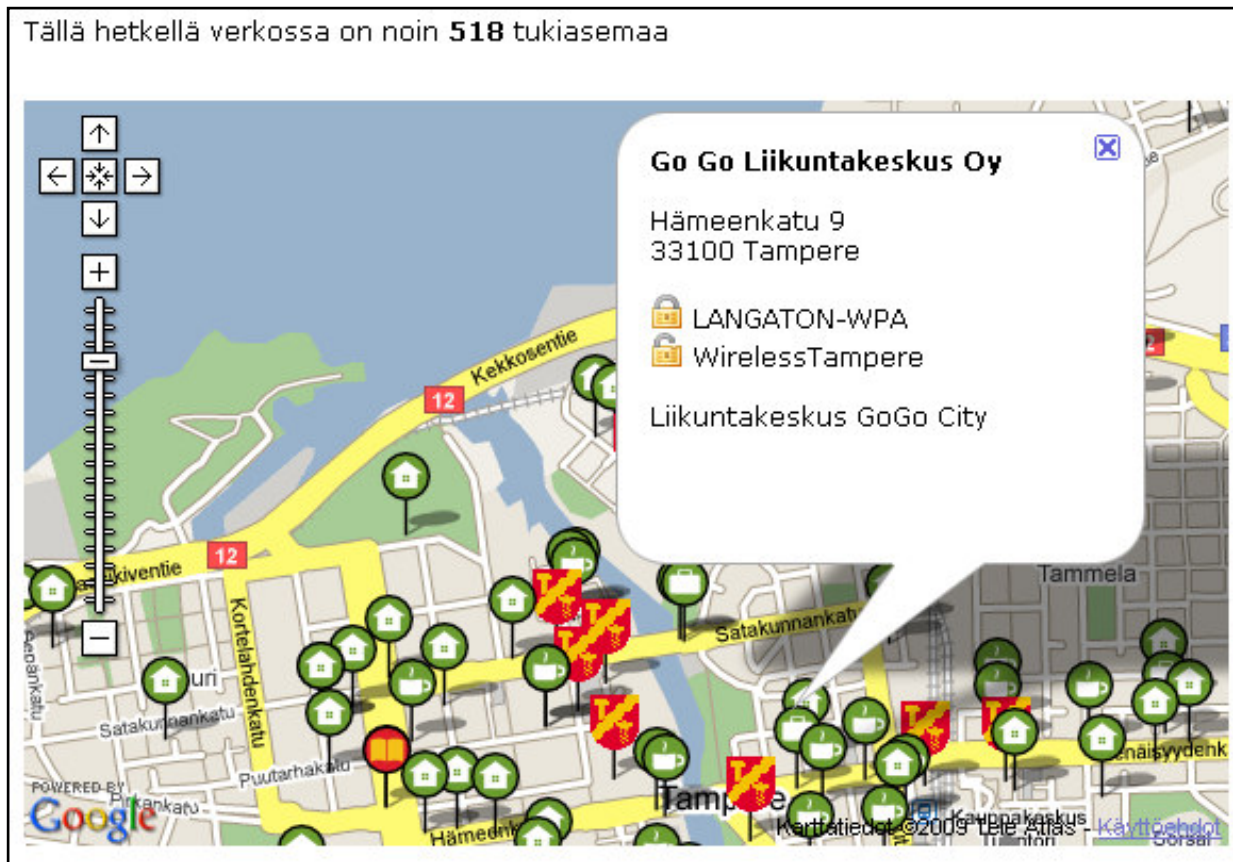 Tällä hetkellä verkossa on noin 518 tukiasemaa
Go Go Liikuntakeskus Oy
Hämeenkatu 9
33100 Tampere
LANGATON-WPA
WirelessTampere
Liikuntakeskus GoGo City
Kekkosentie
12
12
Kortelahdenkatu
Satakunnankatu
Satakunnankatu
Tammela
Puutarhakatu
Pirkankatu
POWERED BY
Google
Kauppakeskus
Karttatiedot ©2009 Tele Atlas - Käyttöehdot